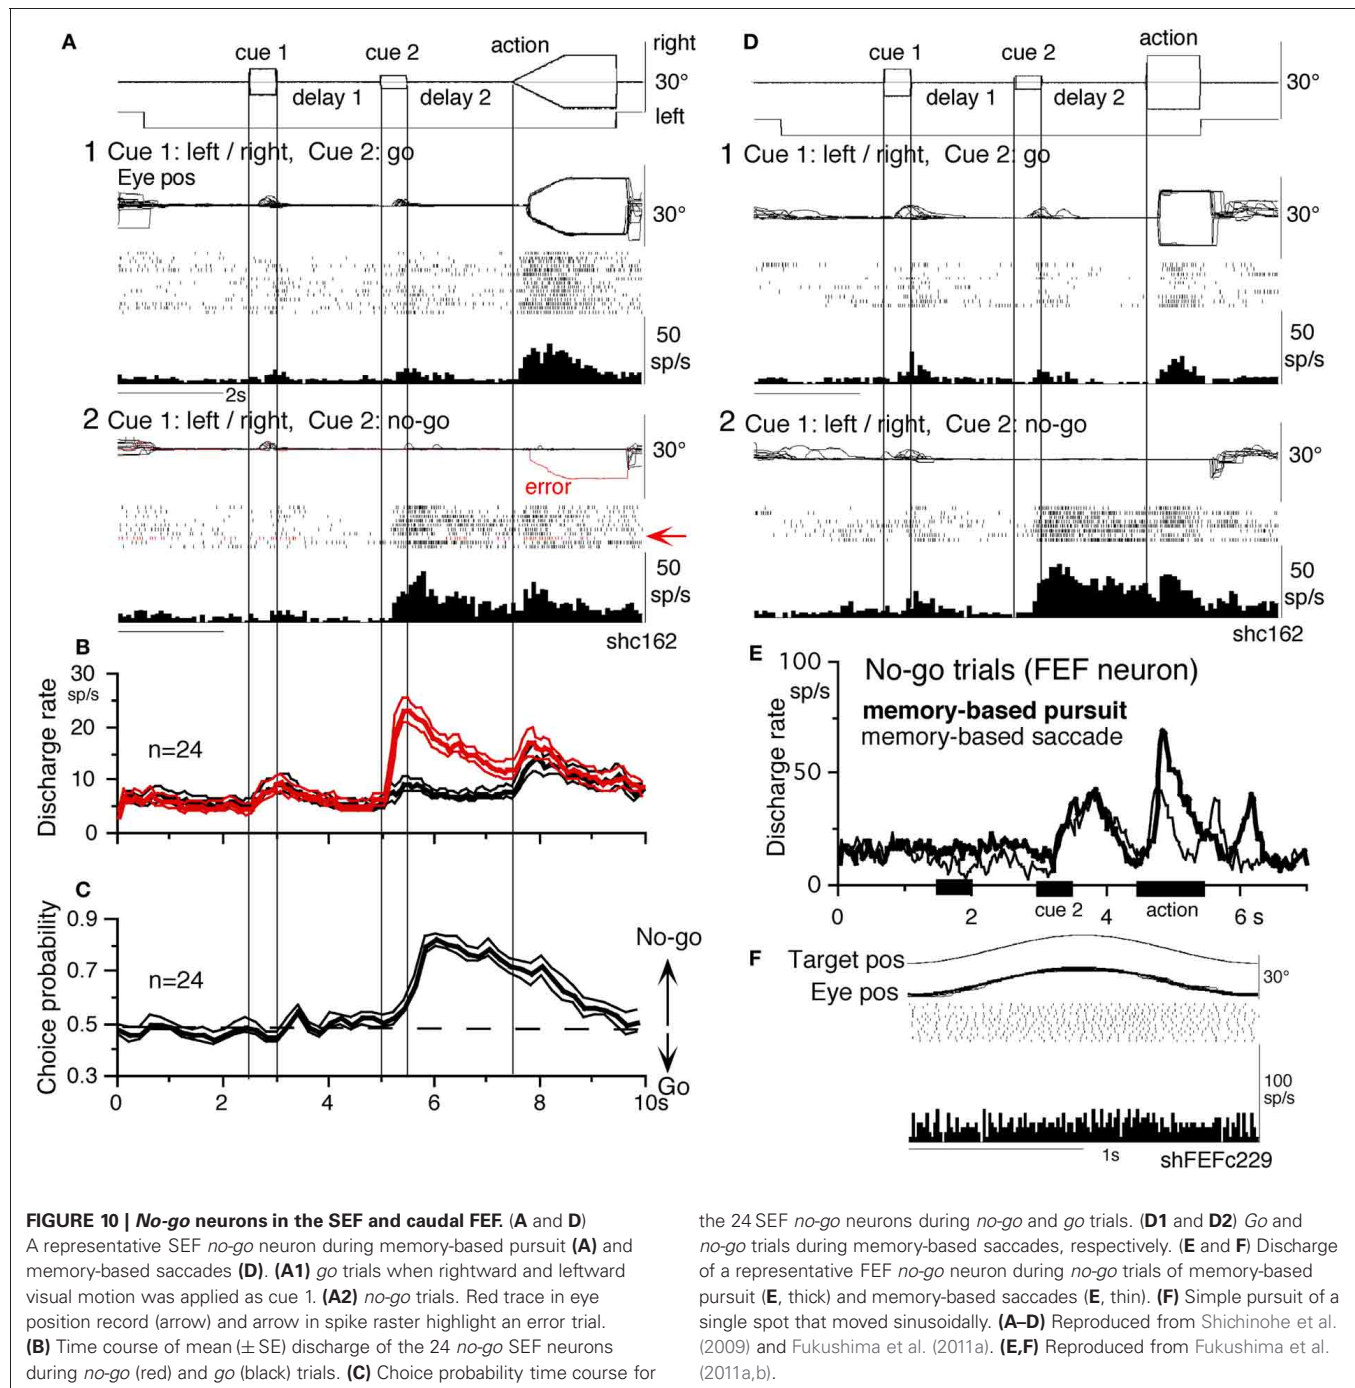 A
cue 1
cue 2
action
right
30°
left
delay 1
delay 2
1 Cue 1: left / right, Cue 2: go
Eye pos
30°
50
sp/s
2s
2 Cue 1: left / right, Cue 2: no-go
30°
error
50
sp/s
shc162
B
30
sp/s
20
10
0
Discharge rate
n=24
C
0.9
0.7
0.5
0.3
Choice probability
n=24
No-go
Go
0
2
4
6
8
10s
D
cue 1
cue 2
action
30°
delay 1
delay 2
1 Cue 1: left / right, Cue 2: go
30°
50
sp/s
2 Cue 1: left / right, Cue 2: no-go
30°
50
sp/s
shc162
E
100
sp/s
50
0
Discharge rate
No-go trials (FEF neuron)
memory-based pursuit
memory-based saccade
cue 2
action
0
2
4
6 s
F
Target pos
Eye pos
30°
100
sp/s
1s
shFEFc229
FIGURE 10 | No-go neurons in the SEF and caudal FEF. (A and D)
A representative SEF no-go neuron during memory-based pursuit (A) and
memory-based saccades (D). (A1) go trials when rightward and leftward
visual motion was applied as cue 1. (A2) no-go trials. Red trace in eye
position record (arrow) and arrow in spike raster highlight an error trial.
(B) Time course of mean (± SE) discharge of the 24 no-go SEF neurons
during no-go (red) and go (black) trials. (C) Choice probability time course for
the 24 SEF no-go neurons during no-go and go trials. (D1 and D2) Go and
no-go trials during memory-based saccades, respectively. (E and F) Discharge
of a representative FEF no-go neuron during no-go trials of memory-based
pursuit (E, thick) and memory-based saccades (E, thin). (F) Simple pursuit of a
single spot that moved sinusoidally. (A–D) Reproduced from Shichinohe et al.
(2009) and Fukushima et al. (2011a). (E,F) Reproduced from Fukushima et al.
(2011a,b).